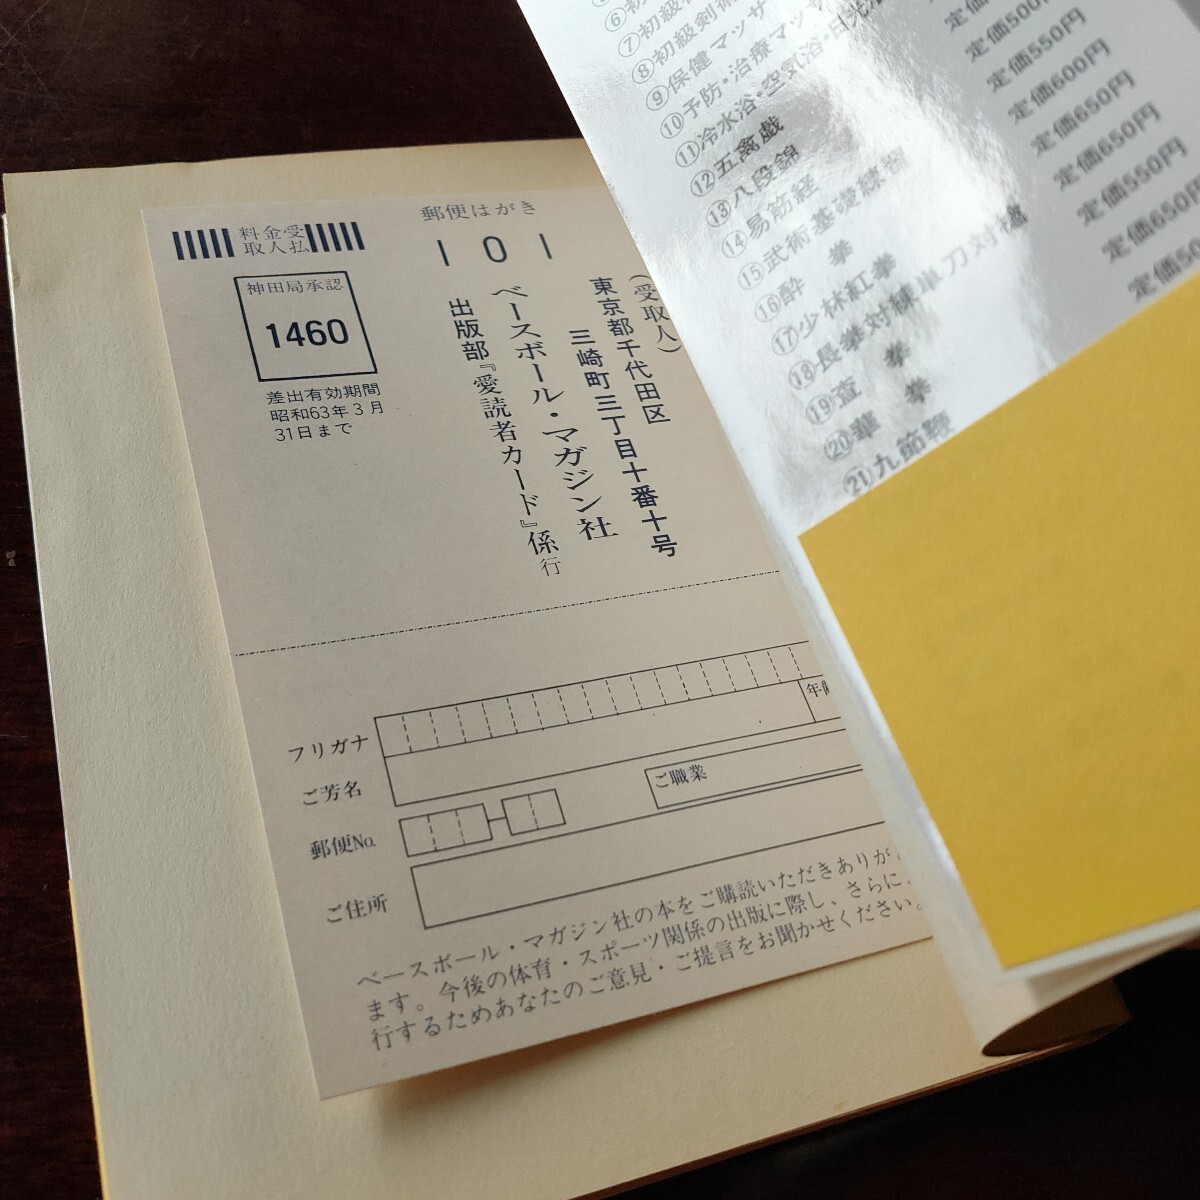 郵便はがき
料金受
取人払
101
神田局承認
1460
差出有効期間
昭和63年3月
31日まで
(受取人)
東京都千代田区
三崎町三丁目十番十号
ベースボール・マガジン社
出版部『愛読者カード』係行
フリガナ
ご芳名
年
郵便No.
ご職業
ご住所
ベースボール・マガジン社の本をご購読いただきありが
ます。今後の体育・スポーツ関係の出版に際し、さらに
行するためあなたのご意見・ご提言をお聞かせください。
⑥初
⑦初級
⑧初級剣術
⑨保健マッサ
⑩予防・治療マッ
⑪冷水浴・空気浴・日光
⑫五禽戯
⑬八段錦
⑭易筋経
⑮武術基礎練習
⑯酔拳
⑰少林紅拳
⑱長拳対練単刀対槍
⑲査拳
⑳華拳
㉑九節鞭
定価
定価500円
定価550円
定価600円
定価650円
定価650円
定価550円
定価650円
定価